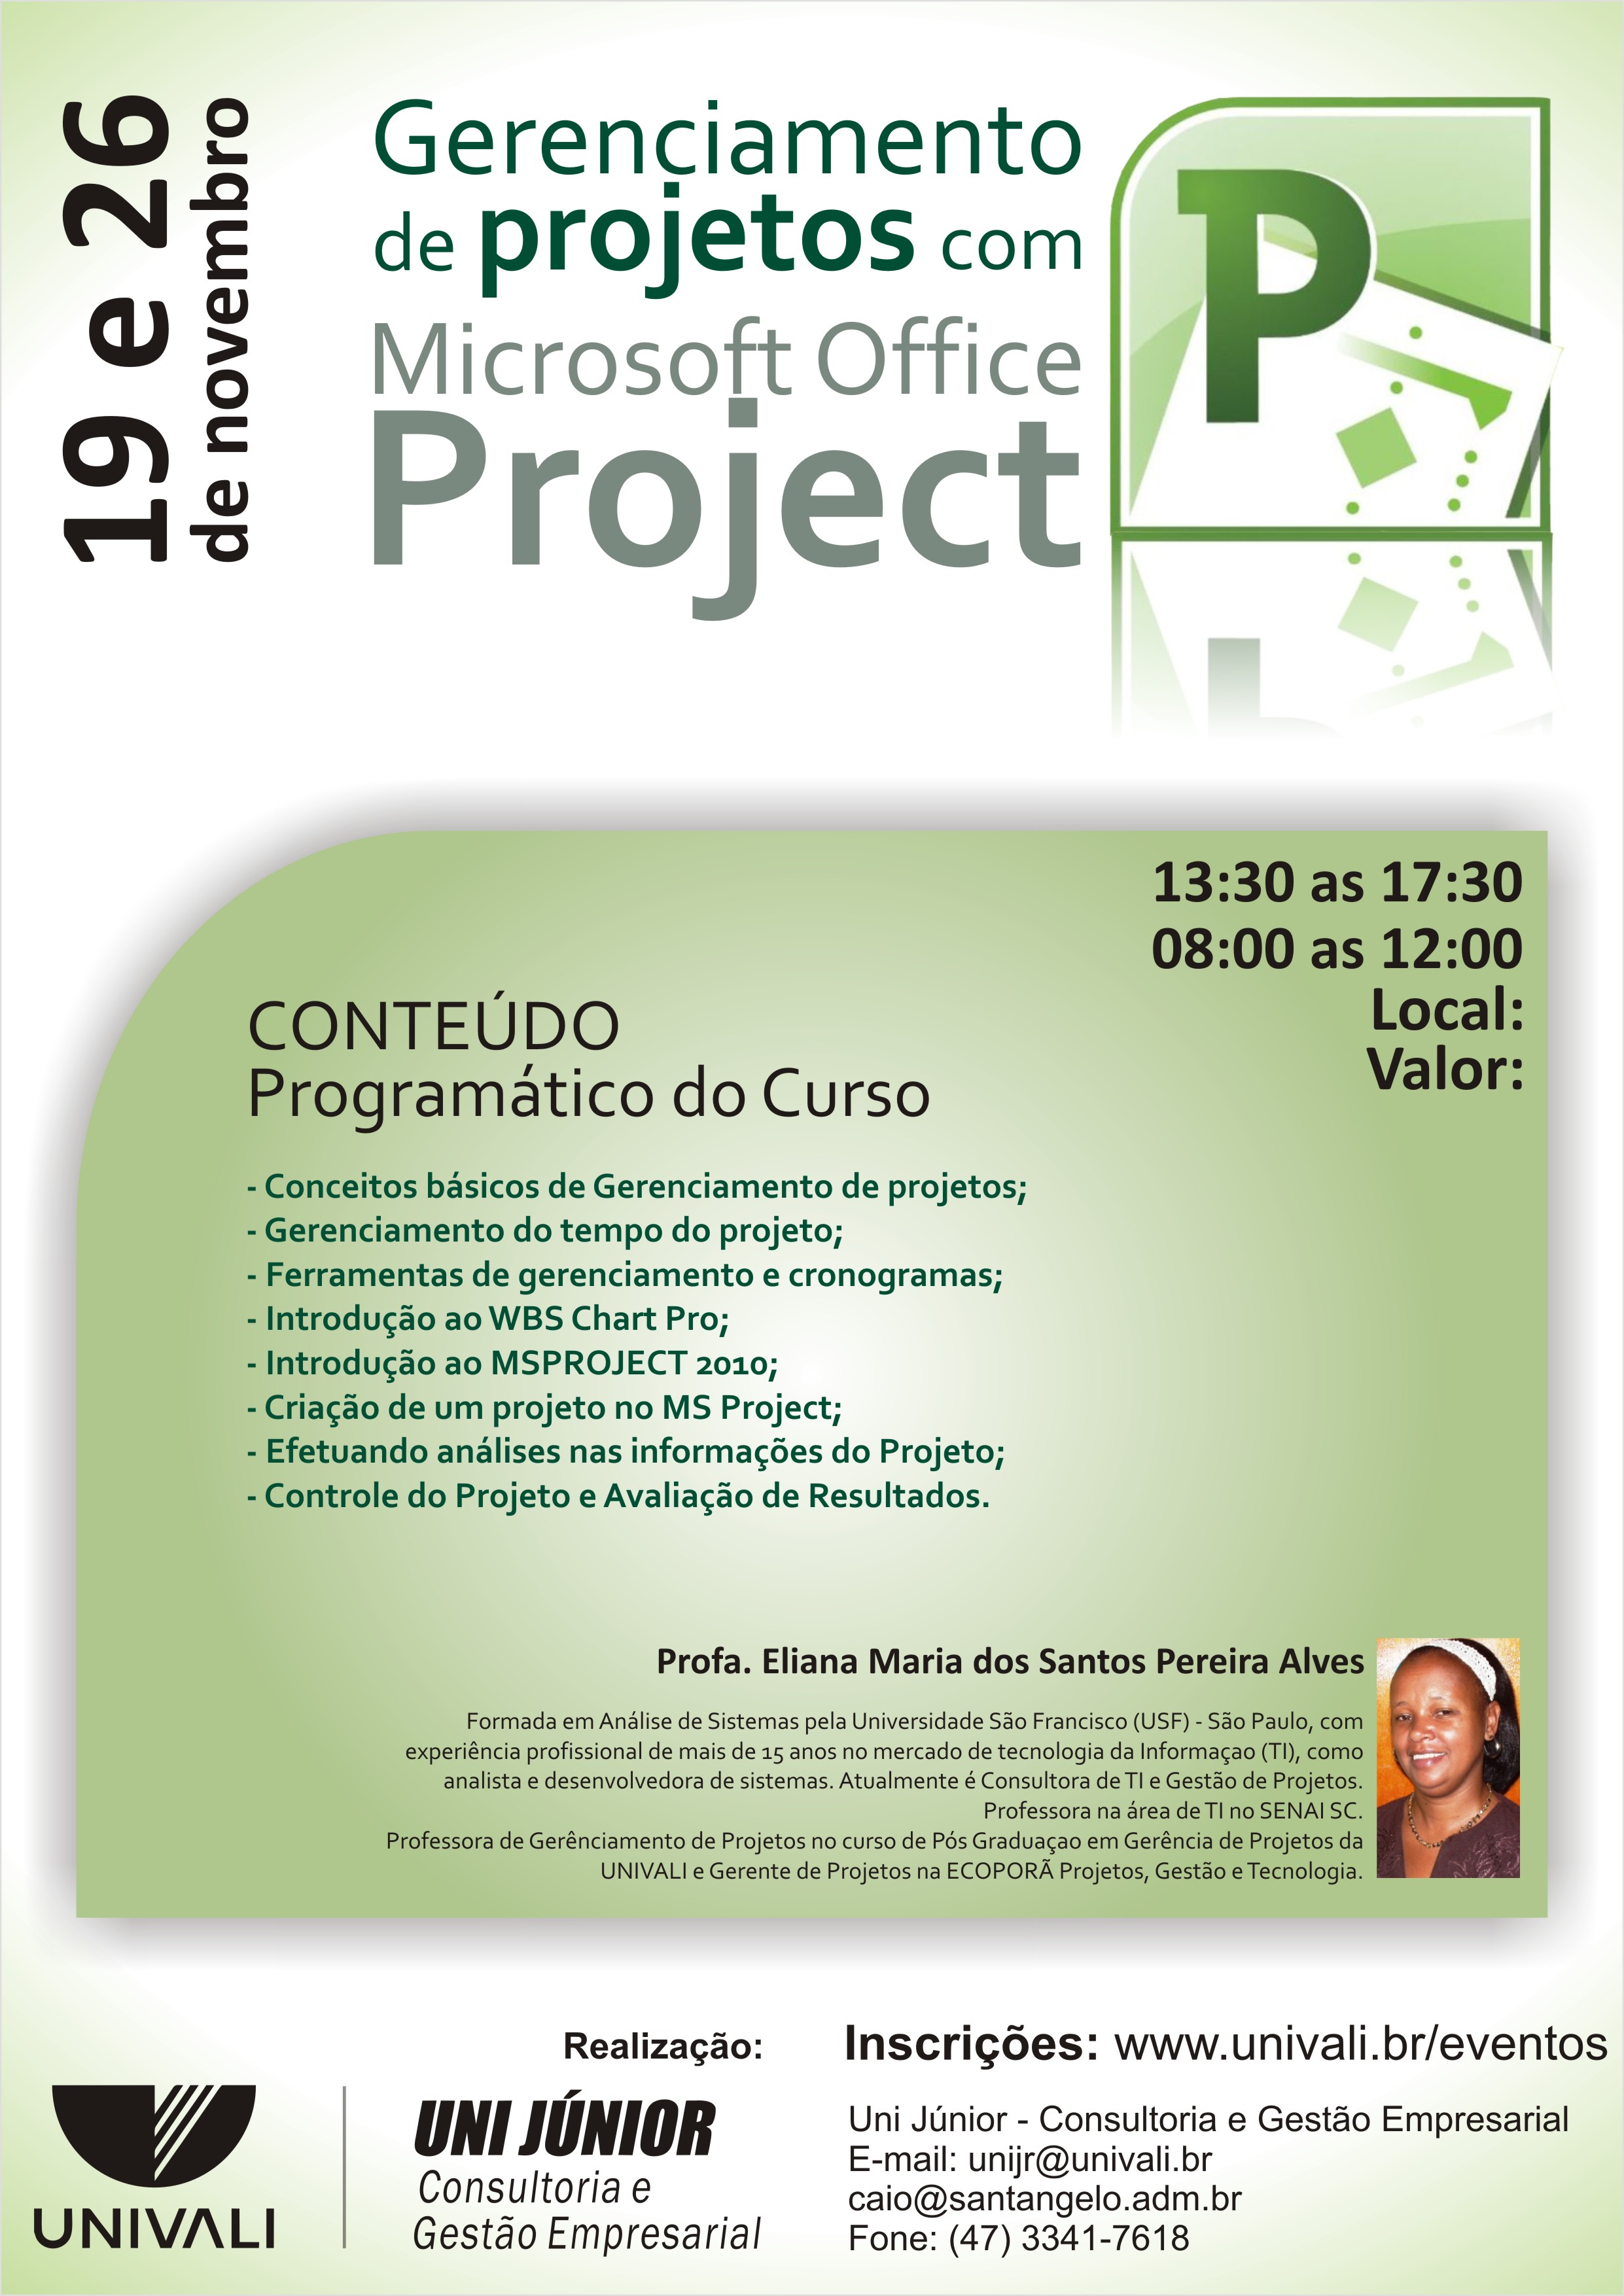 19 e 26
de novembro
Gerenciamento
de projetos com
Microsoft Office
Project
P
13:30 as 17:30
08:00 as 12:00
Local:
Valor:
CONTEÚDO
Programático do Curso
- Conceitos básicos de Gerenciamento de projetos;
- Gerenciamento do tempo do projeto;
- Ferramentas de gerenciamento e cronogramas;
- Introdução ao WBS Chart Pro;
- Introdução ao MSPROJECT 2010;
- Criação de um projeto no MS Project;
- Efetuando análises nas informações do Projeto;
- Controle do Projeto e Avaliação de Resultados.
Profa. Eliana Maria dos Santos Pereira Alves
Formada em Análise de Sistemas pela Universidade São Francisco (USF) - São Paulo, com
experiência profissional de mais de 15 anos no mercado de tecnologia da Informaçao (TI), como
analista e desenvolvedora de sistemas. Atualmente é Consultora de TI e Gestão de Projetos.
Professora na área de TI no SENAI SC.
Professora de Gerênciamento de Projetos no curso de Pós Graduaçao em Gerência de Projetos da
UNIVALI e Gerente de Projetos na ECOPORÃ Projetos, Gestão e Tecnologia.
UNIVALI
Realização:
UNI JÚNIOR
Consultoria e
Gestão Empresarial
Inscrições: www.univali.br/eventos
Uni Júnior - Consultoria e Gestão Empresarial
E-mail: unijr@univali.br
caio@santangelo.adm.br
Fone: (47) 3341-7618